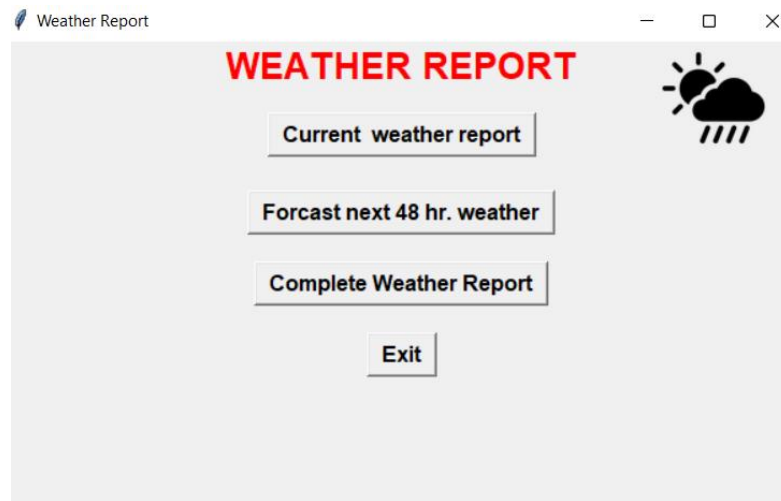 Weather Report
WEATHER REPORT
Current  weather report
Forcast next 48 hr. weather
Complete Weather Report
Exit